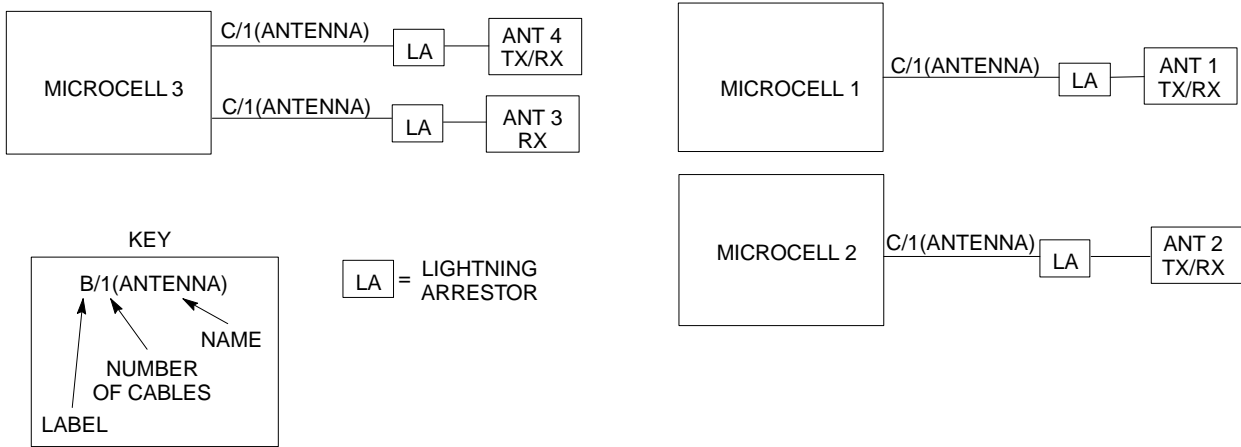 C/1(ANTENNA)
LA
ANT 4
TX/RX
MICROCELL 3
C/1(ANTENNA)
LA
ANT 3
RX
MICROCELL 1
C/1(ANTENNA)
LA
ANT 1
TX/RX
MICROCELL 2
C/1(ANTENNA)
LA
ANT 2
TX/RX
KEY
B/1(ANTENNA)
NAME
NUMBER
OF CABLES
LABEL
LA = LIGHTNING
ARRESTOR